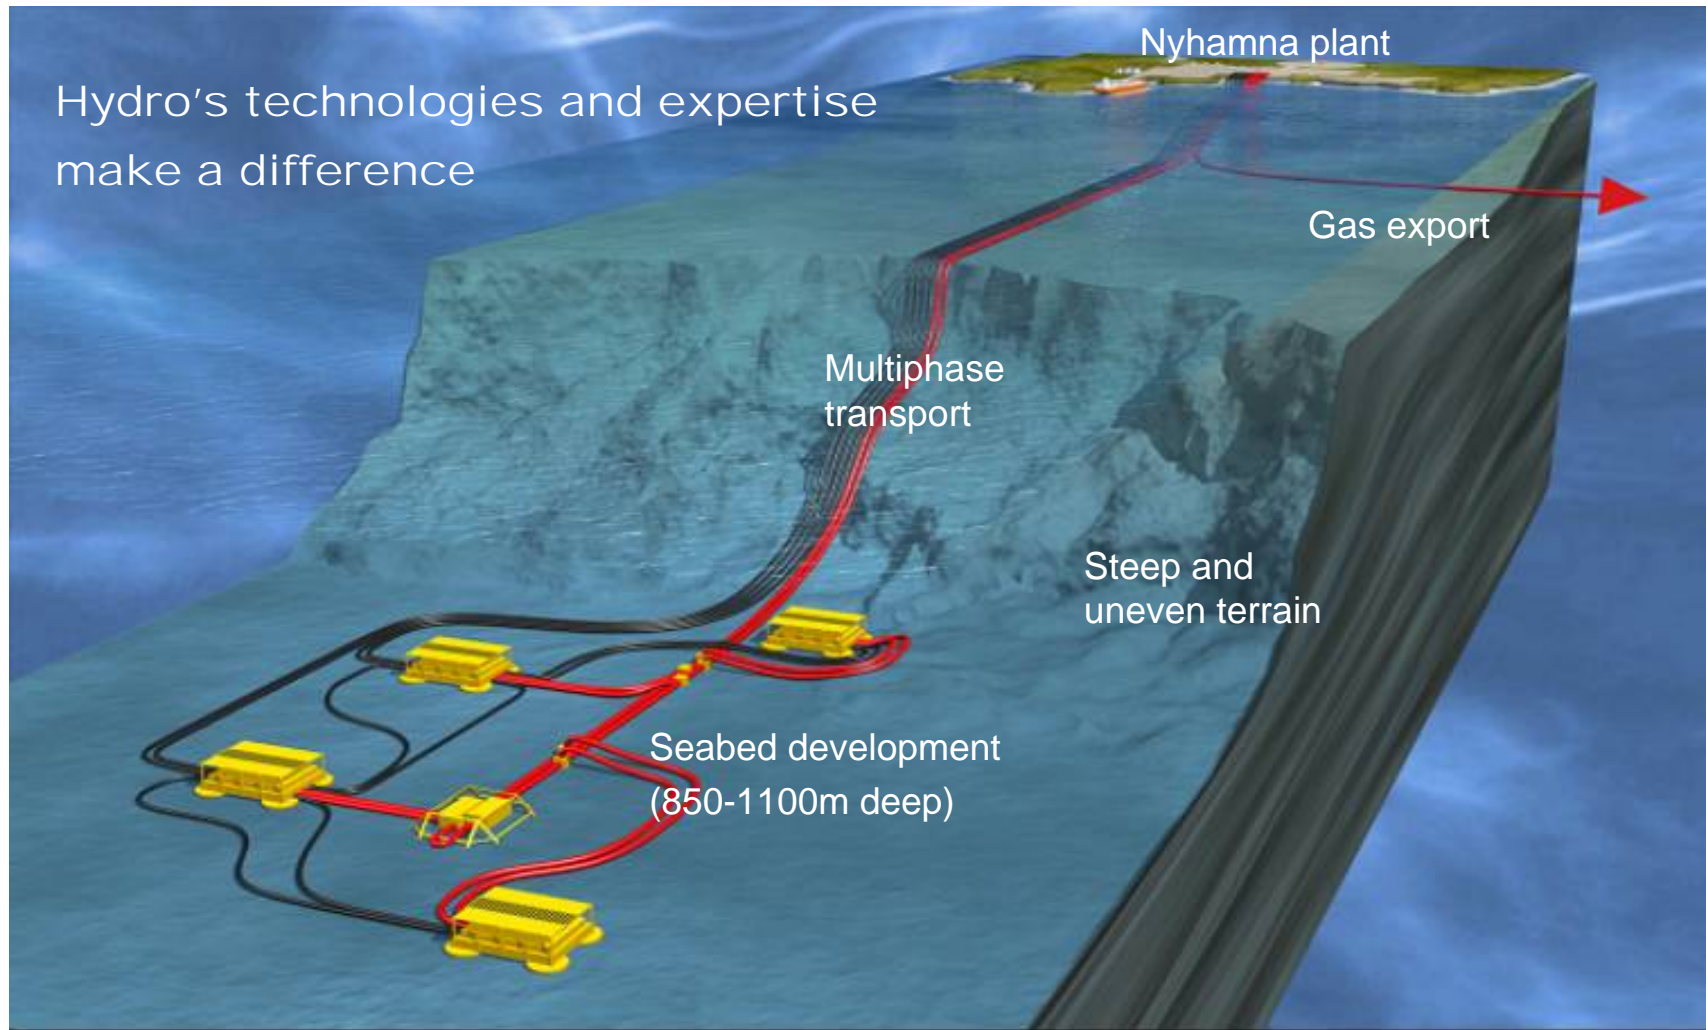 Nyhamna plant
Hydro's technologies and expertise
make a difference
Gas export
Multiphase
transport
Steep and
uneven terrain
Seabed development
(850-1100m deep)